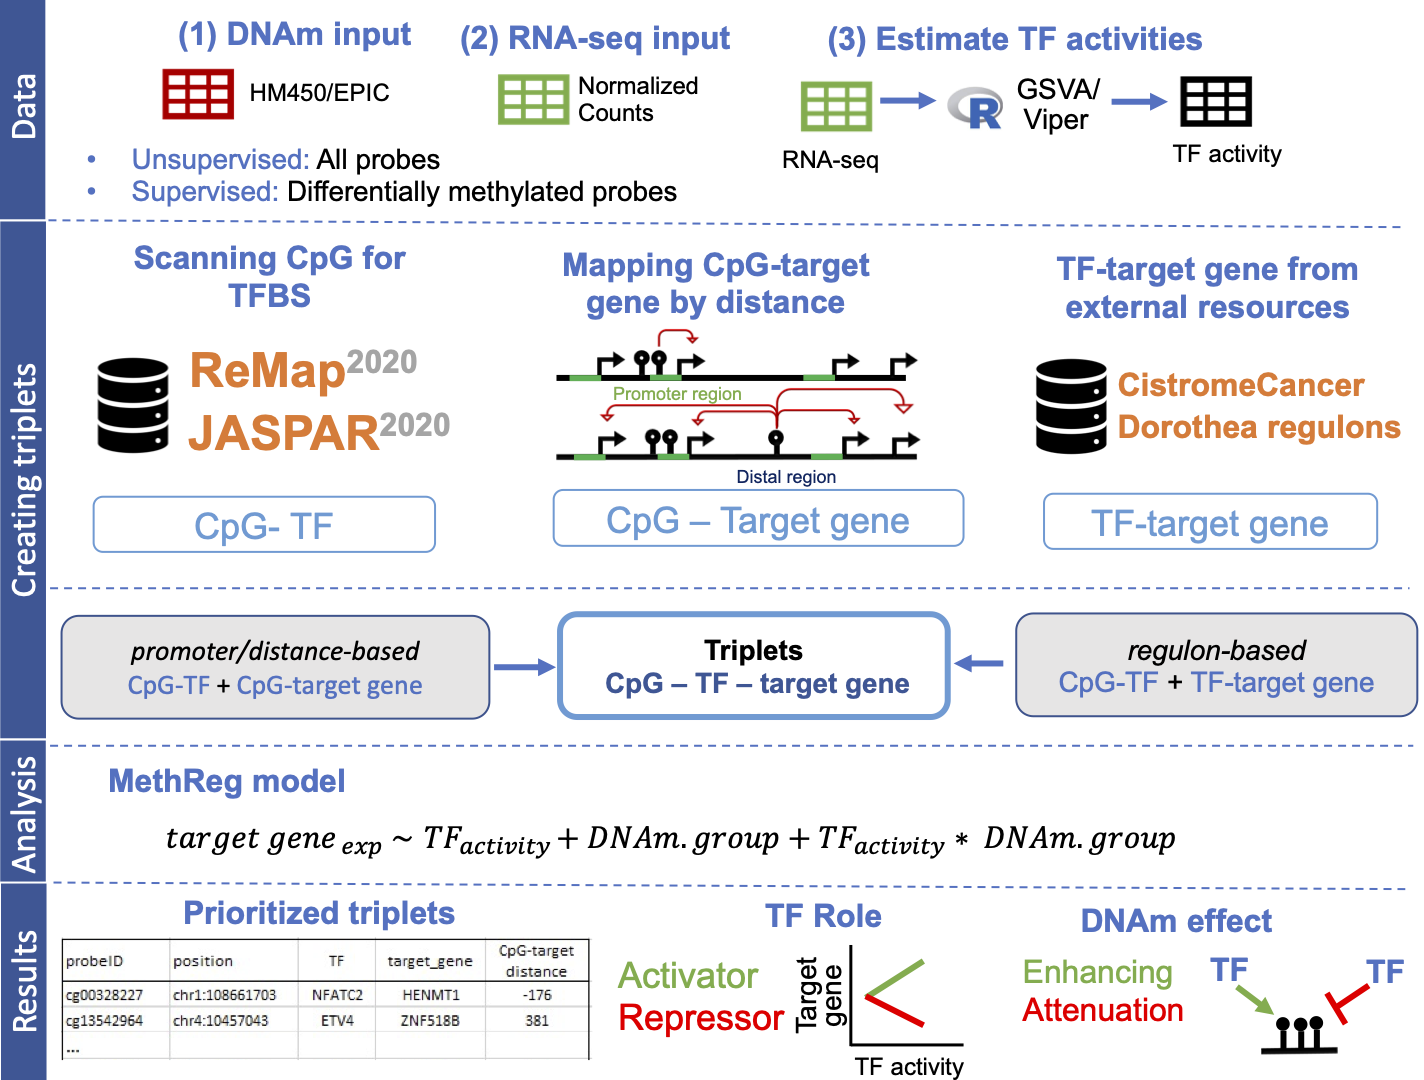 Data
(1) DNAm input
HM450/EPIC
(2) RNA-seq input
Normalized
Counts
(3) Estimate TF activities
RNA-seq
R
GSVA/
Viper
TF activity
• Unsupervised: All probes
• Supervised: Differentially methylated probes
Creating triplets
Scanning CpG for
TFBS
ReMap2020
JASPAR2020
CpG- TF
Mapping CpG-target
gene by distance
Promoter region
Distal region
CpG – Target gene
TF-target gene from
external resources
CistromeCancer
Dorothea regulons
TF-target gene
promoter/distance-based
CpG-TF + CpG-target gene
Triplets
CpG – TF – target gene
regulon-based
CpG-TF + TF-target gene
Analysis
MethReg model
target gene exp ~ TFactivity + DNAm. group + TFactivity * DNAm. group
Results
Prioritized triplets
probeID position TF target_gene CpG-target distance
cg00328227 chr1:108661703 NFATC2 HENMT1 -176
cg13542964 chr4:10457043 ETV4 ZNF518B 381
...
TF Role
Activator
Repressor
Target
gene
TF activity
DNAm effect
Enhancing
Attenuation
TF
TF